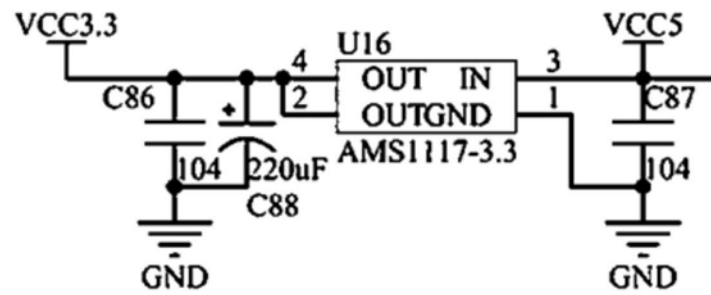 VCC3.3
U16
VCC5
4
OUT IN
3
C86
2
OUTGND
1
C87
104
220uF
AMS1117-3.3
104
C88
GND
GND